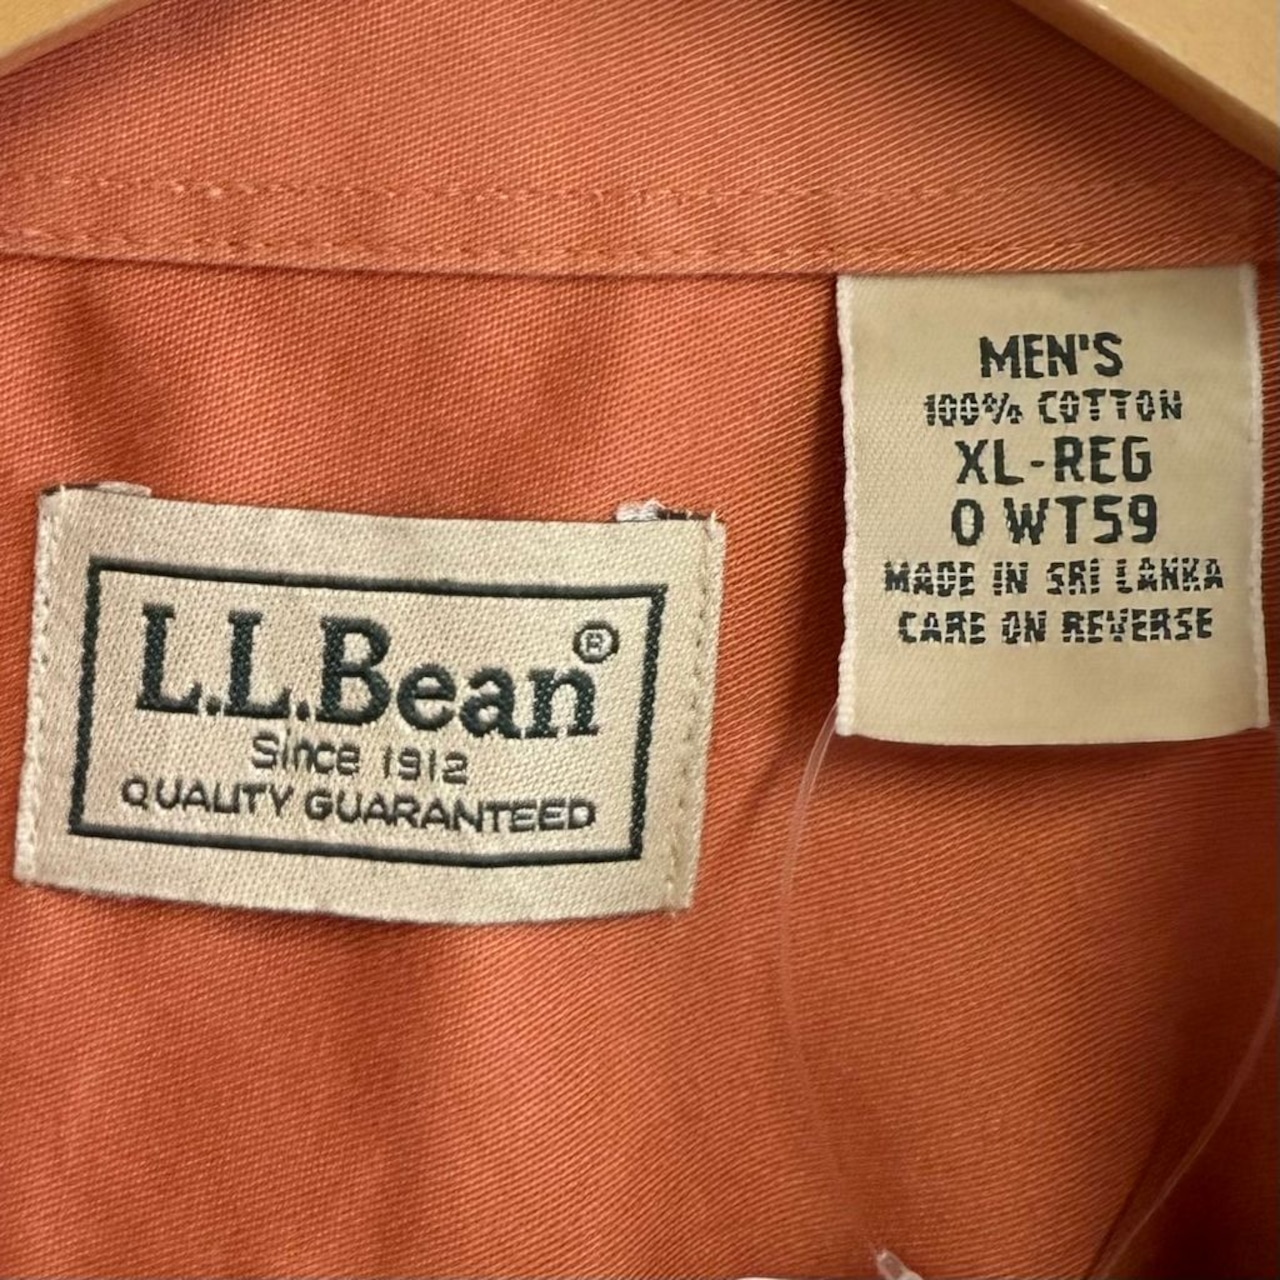 L.L.Bean®
Since 1912
QUALITY GUARANTEED
MEN'S
100% COTTON
XL-REG
0 WT59
MADE IN SRI LANKA
CARE ON REVERSE